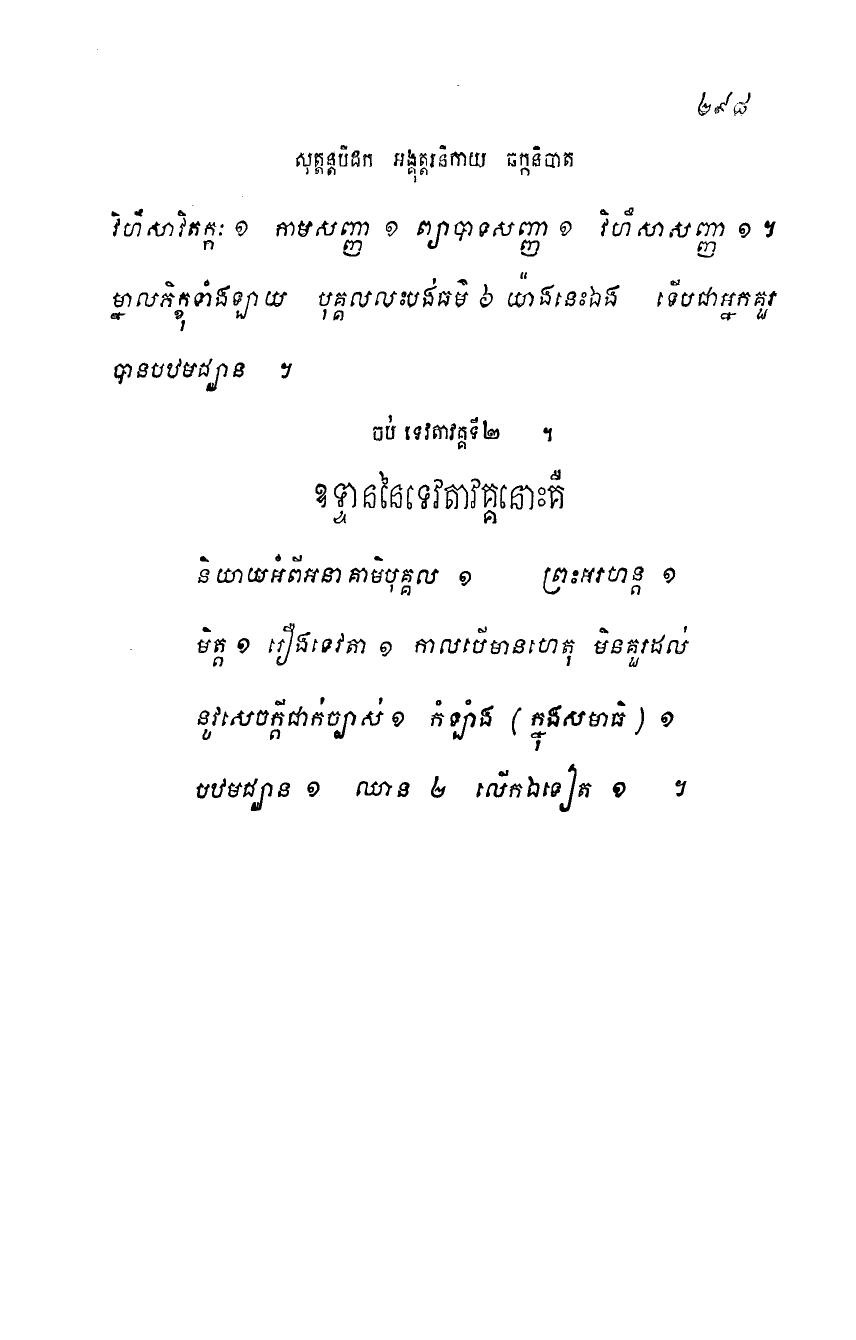 ២៩៨
សុត្តន្តបិដក អង្គុត្តរនិកាយ ឆក្កនិបាត
វិហឹសាវិតក្កៈ ១ កាមសញ្ញា ១ ព្យាបាទសញ្ញា ១ វិហឹសាសញ្ញា ១ ។
ម្នាលភិក្ខុទាំងឡាយ បុគ្គលលះបង់ធម៌ ៦ យ៉ាងនេះឯង ទើបជាអ្នកគួរ
បានបឋមជ្ឈាន ។
ចប់ ទេវតាវគ្គទី២ ។
ឧទ្ទាននៃទេវតាវគ្គនោះគឺ
និយាយអំពីអនាគាមិបុគ្គល ១ ព្រះអរហន្ត ១
មិត្ត ១ រឿងទេវតា ១ កាលបើមានហេតុ មិនគួរដល់
នូវសេចក្តីជាក់ច្បាស់ ១ កំឡាំង ( ក្នុងសមាធិ ) ១
បឋមជ្ឈាន ១ ឈាន ២ លើកឯទៀត ១ ។